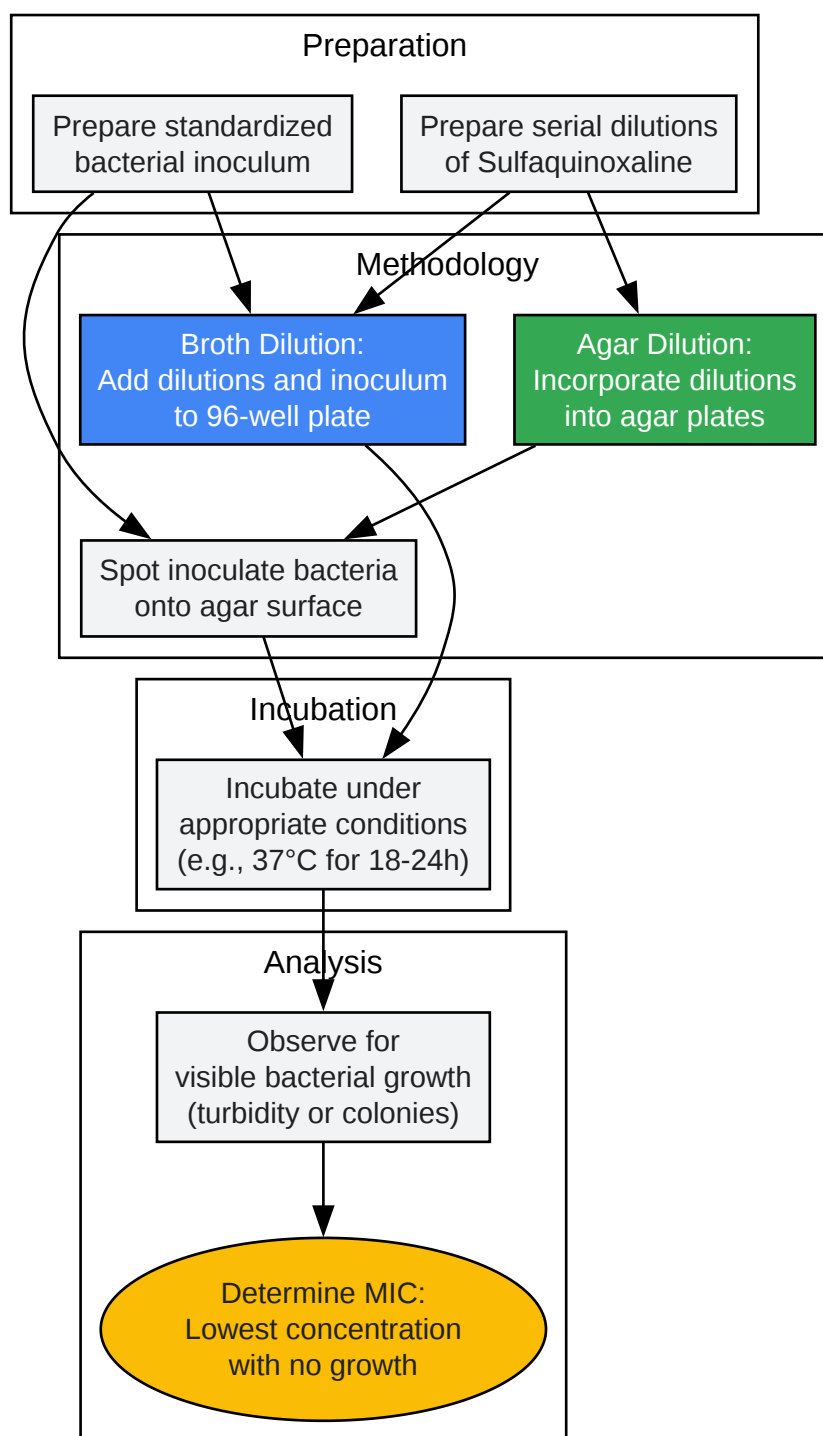 Preparation
Prepare standardized
bacterial inoculum
Prepare serial dilutions
of Sulfaquinoxaline
Methodology
Broth Dilution:
Add dilutions and inoculum
to 96-well plate
Agar Dilution:
Incorporate dilutions
into agar plates
Spot inoculate bacteria
onto agar surface
Incubation
Incubate under
appropriate conditions
(e.g., 37°C for 18-24h)
Analysis
Observe for
visible bacterial growth
(turbidity or colonies)
Determine MIC:
Lowest concentration
with no growth